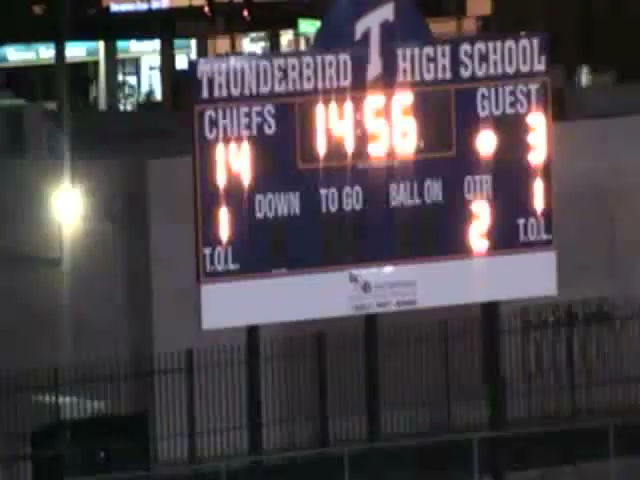 T
THUNDERBIRD HIGH SCHOOL
CHIEFS 14:56 GUEST
14 3
1 DOWN TO GO BALL ON QTR 1
T.O.L. 2 T.O.L.